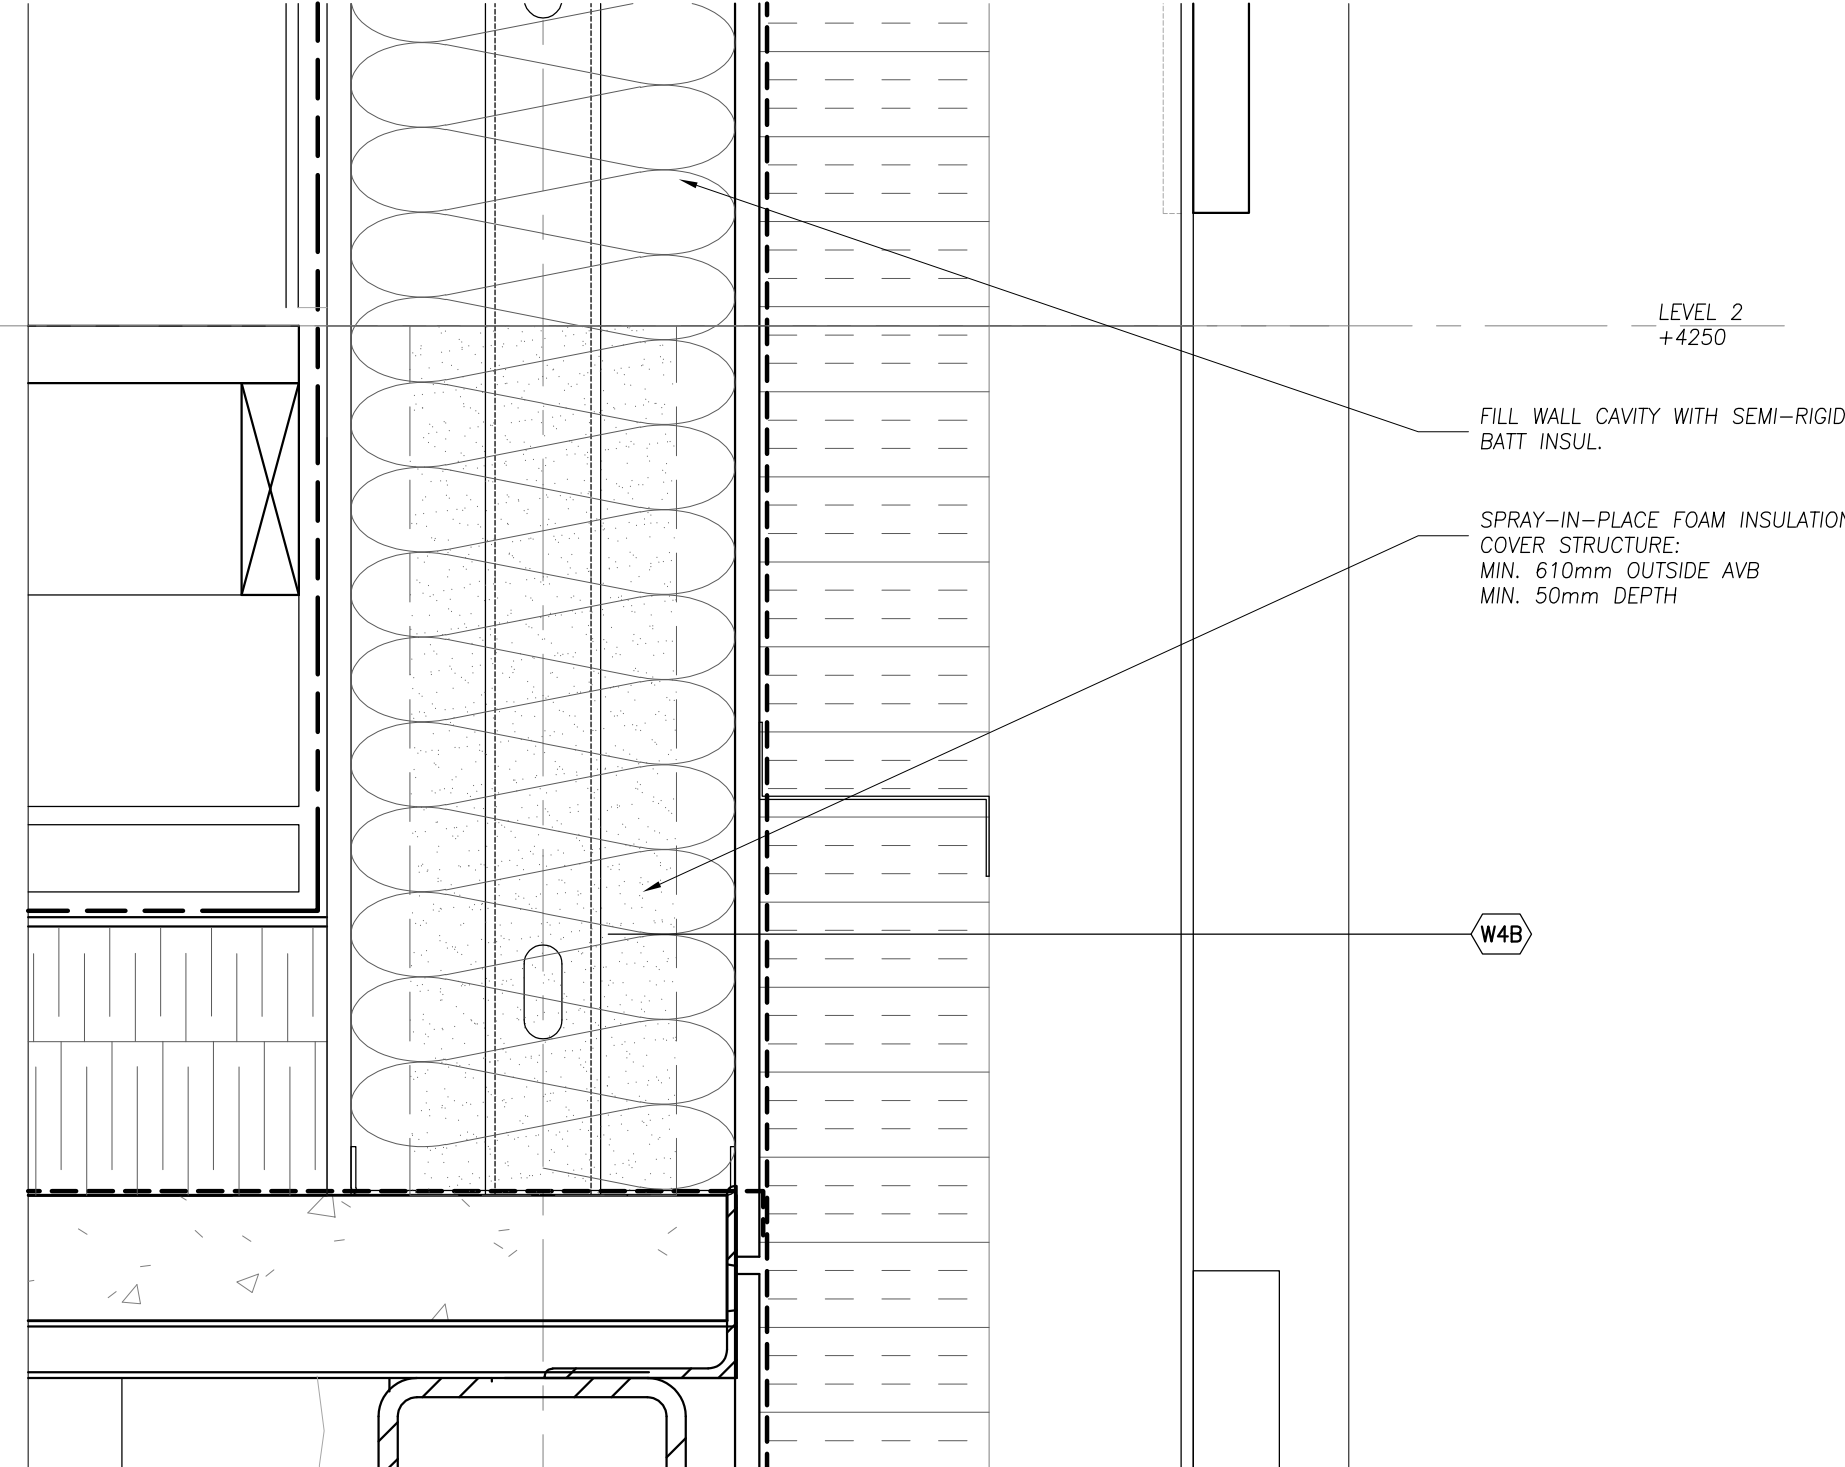 LEVEL 2
+4250
FILL WALL CAVITY WITH SEMI-RIGID
BATT INSUL.
SPRAY-IN-PLACE FOAM INSULATION
COVER STRUCTURE:
MIN. 610mm OUTSIDE AVB
MIN. 50mm DEPTH
W4B